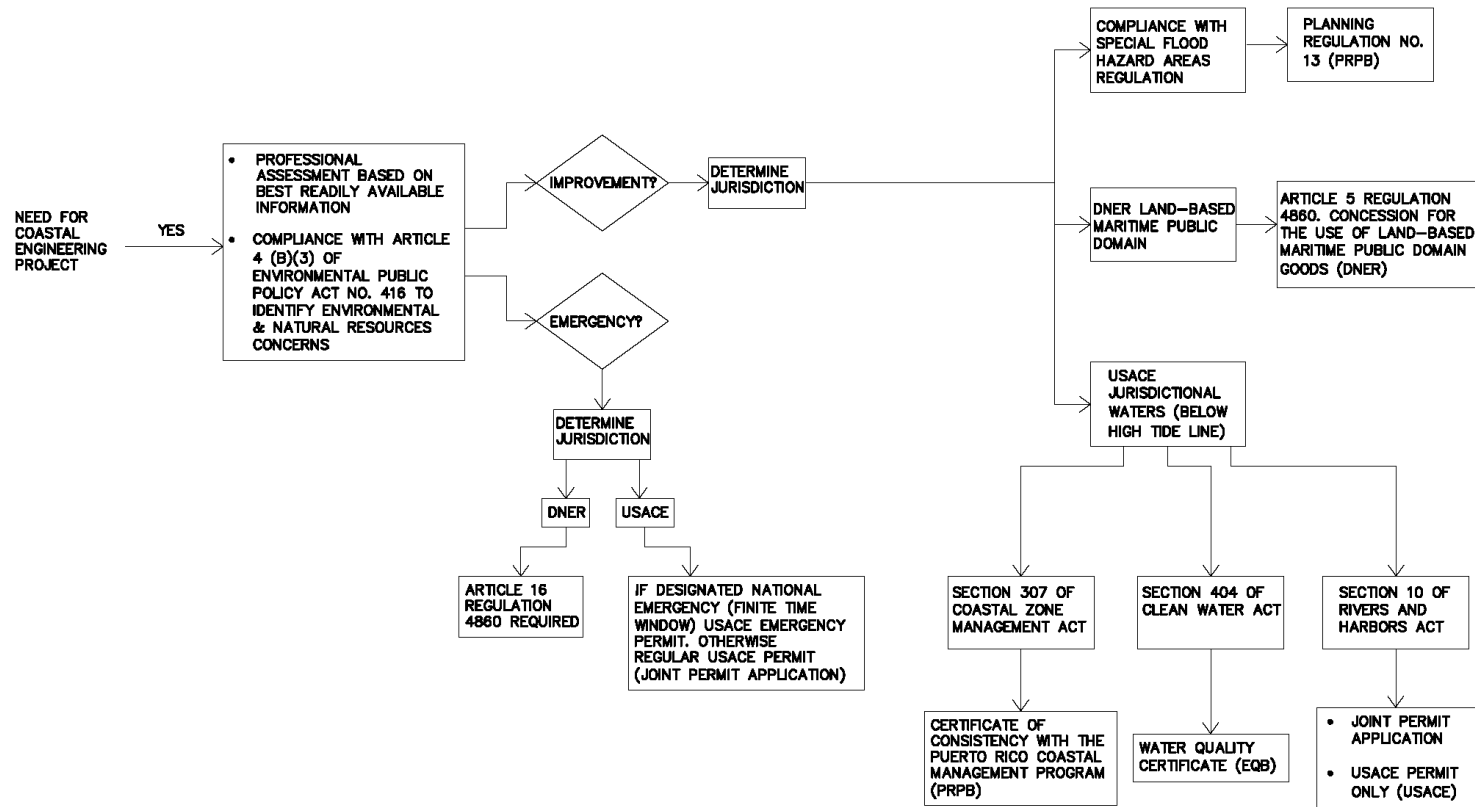 NEED FOR
COASTAL
ENGINEERING
PROJECT
YES
• PROFESSIONAL
ASSESSMENT BASED ON
BEST READILY AVAILABLE
INFORMATION
• COMPLIANCE WITH ARTICLE
4 (B)(3) OF
ENVIRONMENTAL PUBLIC
POLICY ACT NO. 416 TO
IDENTIFY ENVIRONMENTAL
& NATURAL RESOURCES
CONCERNS
IMPROVEMENT?
DETERMINE
JURISDICTION
COMPLIANCE WITH
SPECIAL FLOOD
HAZARD AREAS
REGULATION
PLANNING
REGULATION NO.
13 (PRPB)
DNER LAND-BASED
MARITIME PUBLIC
DOMAIN
ARTICLE 5 REGULATION
4860. CONCESSION FOR
THE USE OF LAND-BASED
MARITIME PUBLIC DOMAIN
GOODS (DNER)
EMERGENCY?
DETERMINE
JURISDICTION
DNER
USACE
ARTICLE 16
REGULATION
4860 REQUIRED
IF DESIGNATED NATIONAL
EMERGENCY (FINITE TIME
WINDOW) USACE EMERGENCY
PERMIT. OTHERWISE
REGULAR USACE PERMIT
(JOINT PERMIT APPLICATION)
USACE
JURISDICTIONAL
WATERS (BELOW
HIGH TIDE LINE)
SECTION 307 OF
COASTAL ZONE
MANAGEMENT ACT
SECTION 404 OF
CLEAN WATER ACT
SECTION 10 OF
RIVERS AND
HARBORS ACT
CERTIFICATE OF
CONSISTENCY WITH THE
PUERTO RICO COASTAL
MANAGEMENT PROGRAM
(PRPB)
WATER QUALITY
CERTIFICATE (EQB)
• JOINT PERMIT
APPLICATION
• USACE PERMIT
ONLY (USACE)